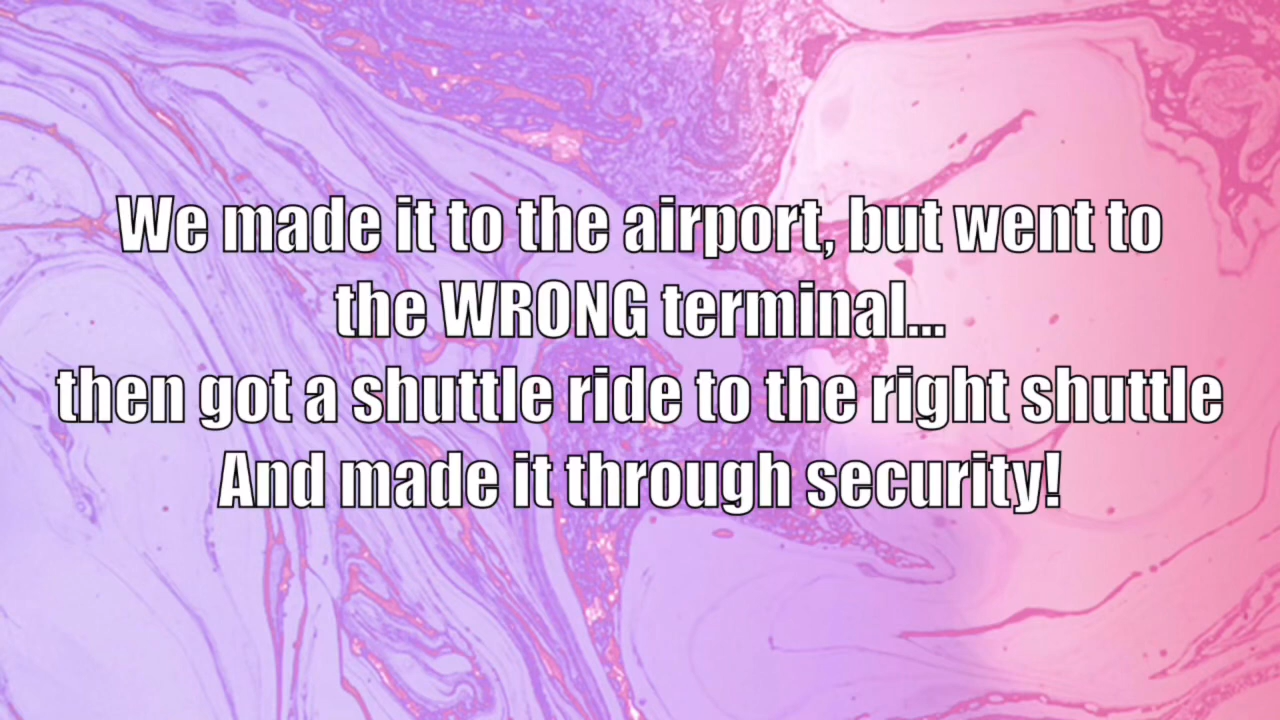 We made it to the airport, but went to
the WRONG terminal...
then got a shuttle ride to the right shuttle
And made it through security!